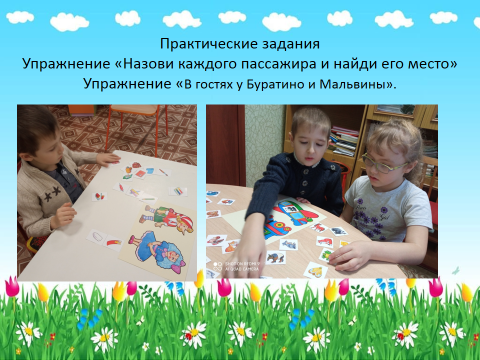 Практические задания
Упражнение «Назови каждого пассажира и найди его место»
Упражнение «В гостях у Буратино и Мальвины».